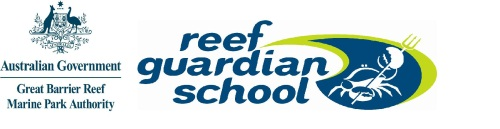 Australian Government
Great Barrier Reef
Marine Park Authority
reef
guardian
school